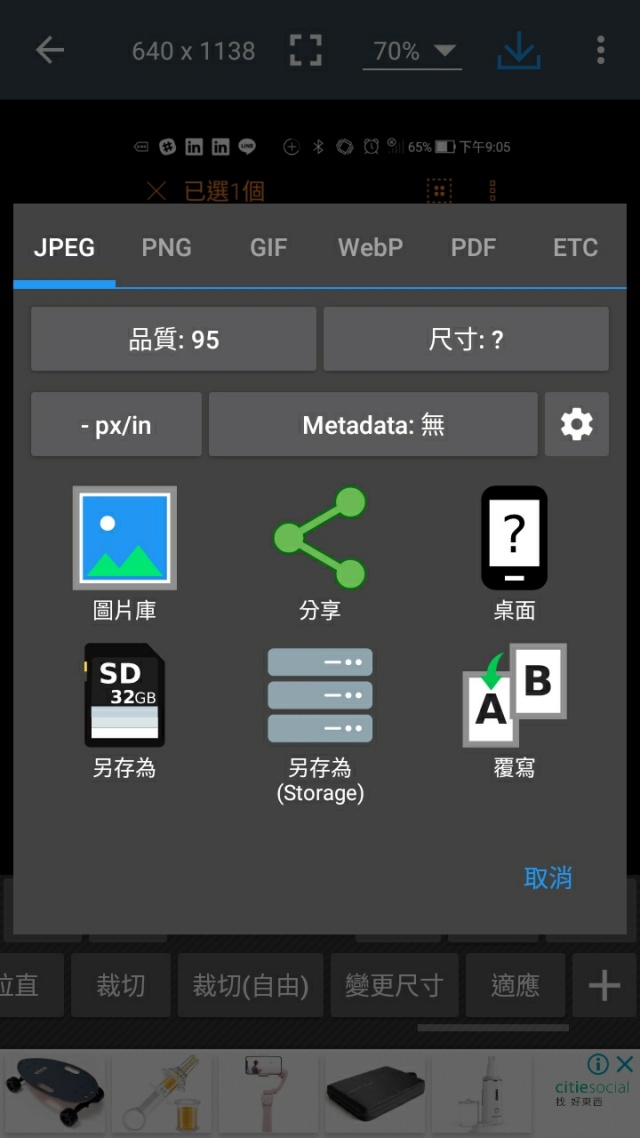 640 x 1138
70%
65% 下午9:05
已選1個
JPEG PNG GIF WebP PDF ETC
品質: 95 尺寸: ?
- px/in Metadata: 無
?
圖片庫 分享 桌面
SD
32GB
A B
另存為 另存為 覆寫
(Storage)
取消
拉直 裁切 裁切(自由) 變更尺寸 適應
citiesocial
找 好東西